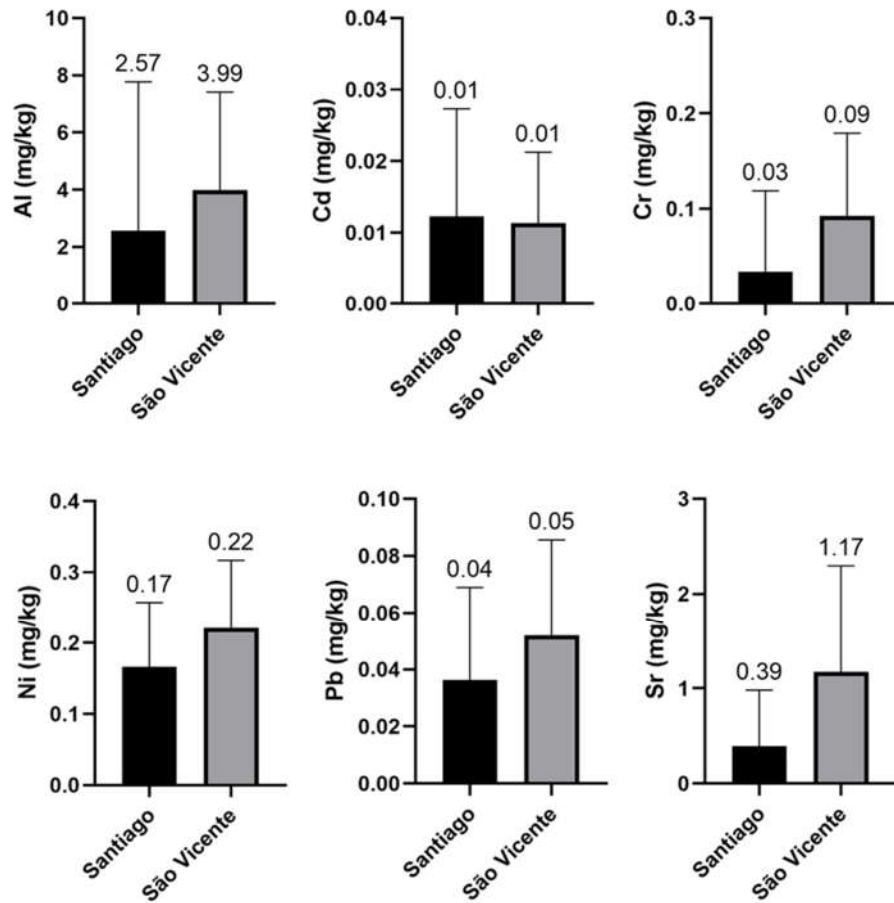 Al (mg/kg)
10
8
6
4
2
0
2.57
3.99
Santiago
São Vicente
Cd (mg/kg)
0.04
0.03
0.02
0.01
0.00
0.01
0.01
Santiago
São Vicente
Cr (mg/kg)
0.3
0.2
0.1
0.0
0.03
0.09
Santiago
São Vicente
Ni (mg/kg)
0.4
0.3
0.2
0.1
0.0
0.17
0.22
Santiago
São Vicente
Pb (mg/kg)
0.10
0.08
0.06
0.04
0.02
0.00
0.04
0.05
Santiago
São Vicente
Sr (mg/kg)
3
2
1
0
0.39
1.17
Santiago
São Vicente